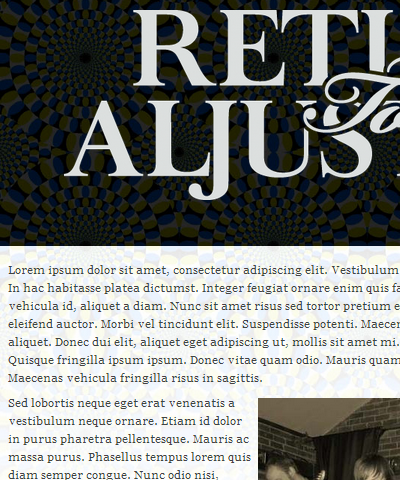 RETI
To
ALJUS
Lorem ipsum dolor sit amet, consectetur adipiscing elit. Vestibulum
In hac habitasse platea dictumst. Integer feugiat ornare enim quis fa
vehicula id, aliquet a diam. Nunc sit amet risus sed tortor pretium e
eleifend auctor. Morbi vel tincidunt elit. Suspendisse potenti. Maecen
aliquet. Donec dui elit, aliquet eget adipiscing ut, mollis sit amet mi.
Quisque fringilla ipsum ipsum. Donec vitae quam odio. Mauris quam
Maecenas vehicula fringilla risus in sagittis.
Sed lobortis neque eget erat venenatis a
vestibulum neque ornare. Etiam id dolor
in purus pharetra pellentesque. Mauris ac
massa purus. Phasellus tempus lorem quis
diam semper congue. Nunc odio nisi,